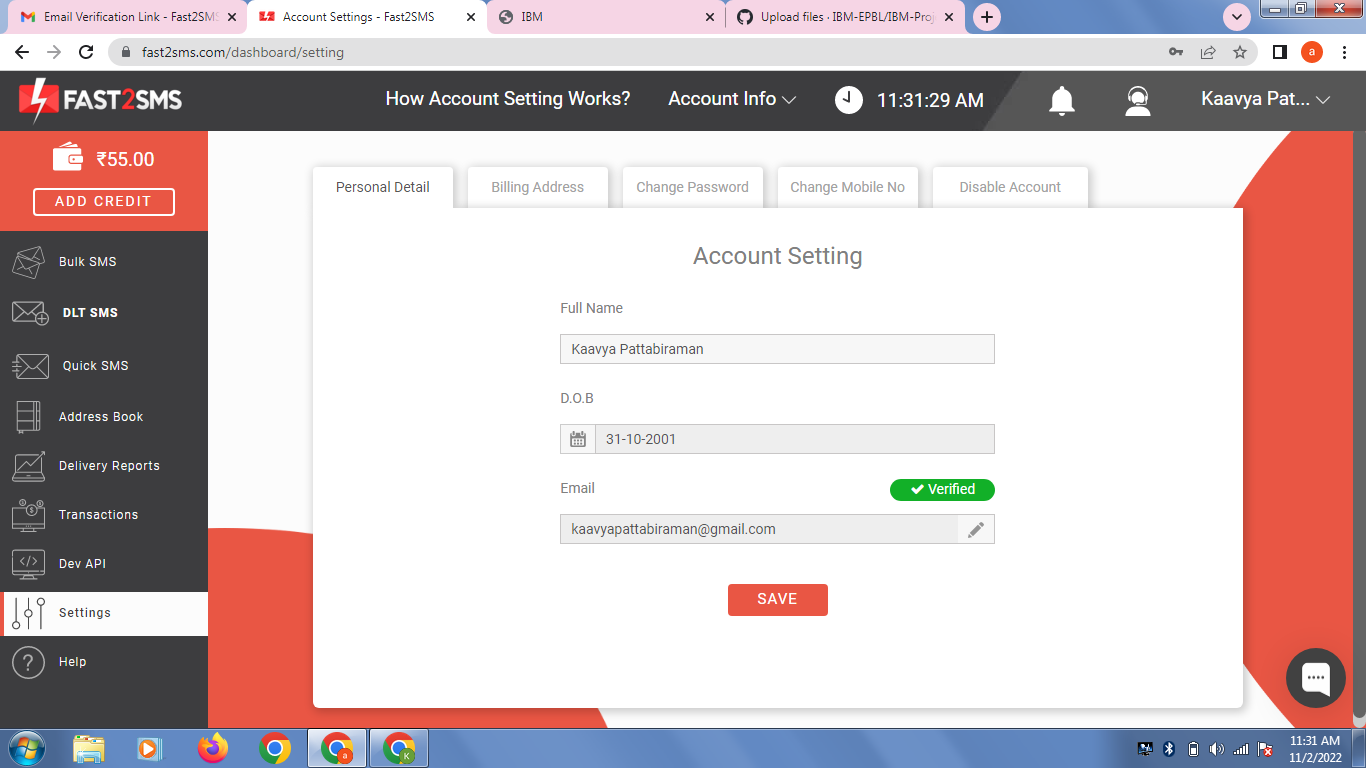 Email Verification Link - Fast2SMS
Account Settings - Fast2SMS
IBM
Upload files · IBM-EPBL/IBM-Proj
fast2sms.com/dashboard/setting
a
FAST2SMS
How Account Setting Works?
Account Info
11:31:29 AM
Kaavya Pat...
₹55.00
ADD CREDIT
Bulk SMS
DLT SMS
Quick SMS
Address Book
Delivery Reports
Transactions
Dev API
Settings
Help
Personal Detail
Billing Address
Change Password
Change Mobile No
Disable Account
Account Setting
Full Name
Kaavya Pattabiraman
D.O.B
31-10-2001
Email
Verified
kaavyapattabiraman@gmail.com
SAVE
a
K
11:31 AM
11/2/2022